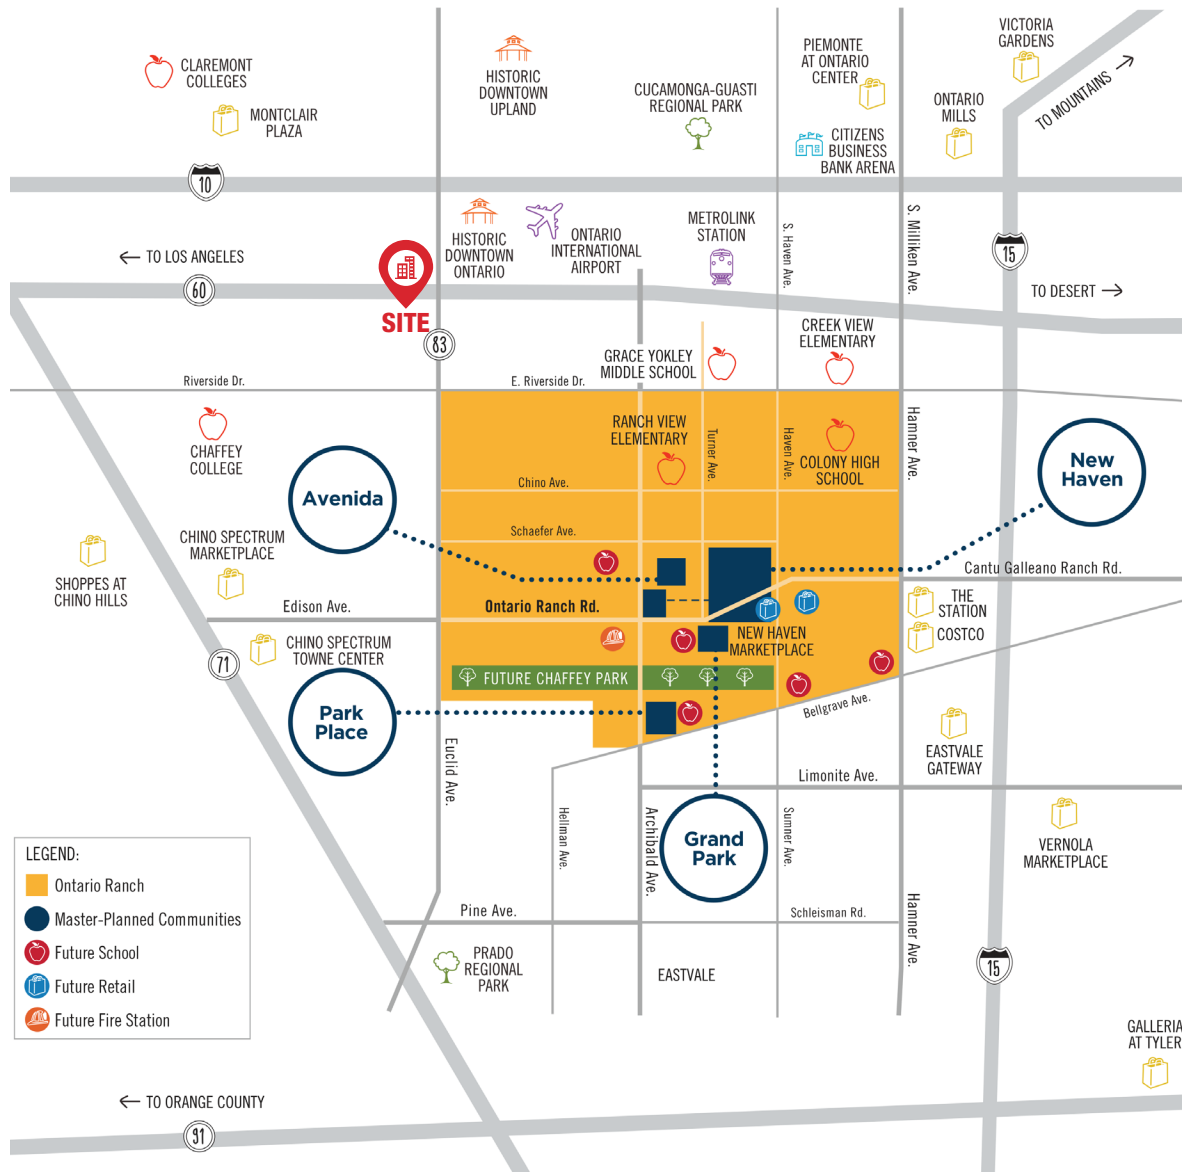 VICTORIA
GARDENS
PIEMONTE
AT ONTARIO
CENTER
CLAREMONT
COLLEGES
HISTORIC
DOWNTOWN
UPLAND
CUCAMONGA-GUASTI
REGIONAL PARK
ONTARIO
MILLS
TO MOUNTAINS
MONTCLAIR
PLAZA
CITIZENS
BUSINESS
BANK ARENA
10
HISTORIC
DOWNTOWN
ONTARIO
ONTARIO
INTERNATIONAL
AIRPORT
METROLINK
STATION
S. Haven Ave.
S. Milliken Ave.
15
TO LOS ANGELES
60
TO DESERT
SITE
83
CREEK VIEW
ELEMENTARY
GRACE YOKLEY
MIDDLE SCHOOL
Riverside Dr.
E. Riverside Dr.
CHAFFEY
COLLEGE
RANCH VIEW
ELEMENTARY
Turner Ave.
Haven Ave.
COLONY HIGH
SCHOOL
Hamner Ave.
New
Haven
Avenida
Chino Ave.
Schaefer Ave.
CHINO SPECTRUM
MARKETPLACE
SHOPPES AT
CHINO HILLS
Cantu Galleano Ranch Rd.
Edison Ave.
Ontario Ranch Rd.
THE
STATION
COSTCO
CHINO SPECTRUM
TOWNE CENTER
NEW HAVEN
MARKETPLACE
71
FUTURE CHAFFEY PARK
Park
Place
Bellgrave Ave.
EASTVALE
GATEWAY
Euclid Ave.
Limonite Ave.
Hellman Ave.
Archibald Ave.
Grand
Park
Sumner Ave.
VERNOLA
MARKETPLACE
LEGEND:
Ontario Ranch
Master-Planned Communities
Future School
Future Retail
Future Fire Station
Pine Ave.
Schleisman Rd.
Hamner Ave.
15
PRADO
REGIONAL
PARK
EASTVALE
GALLERIA
AT TYLER
TO ORANGE COUNTY
91